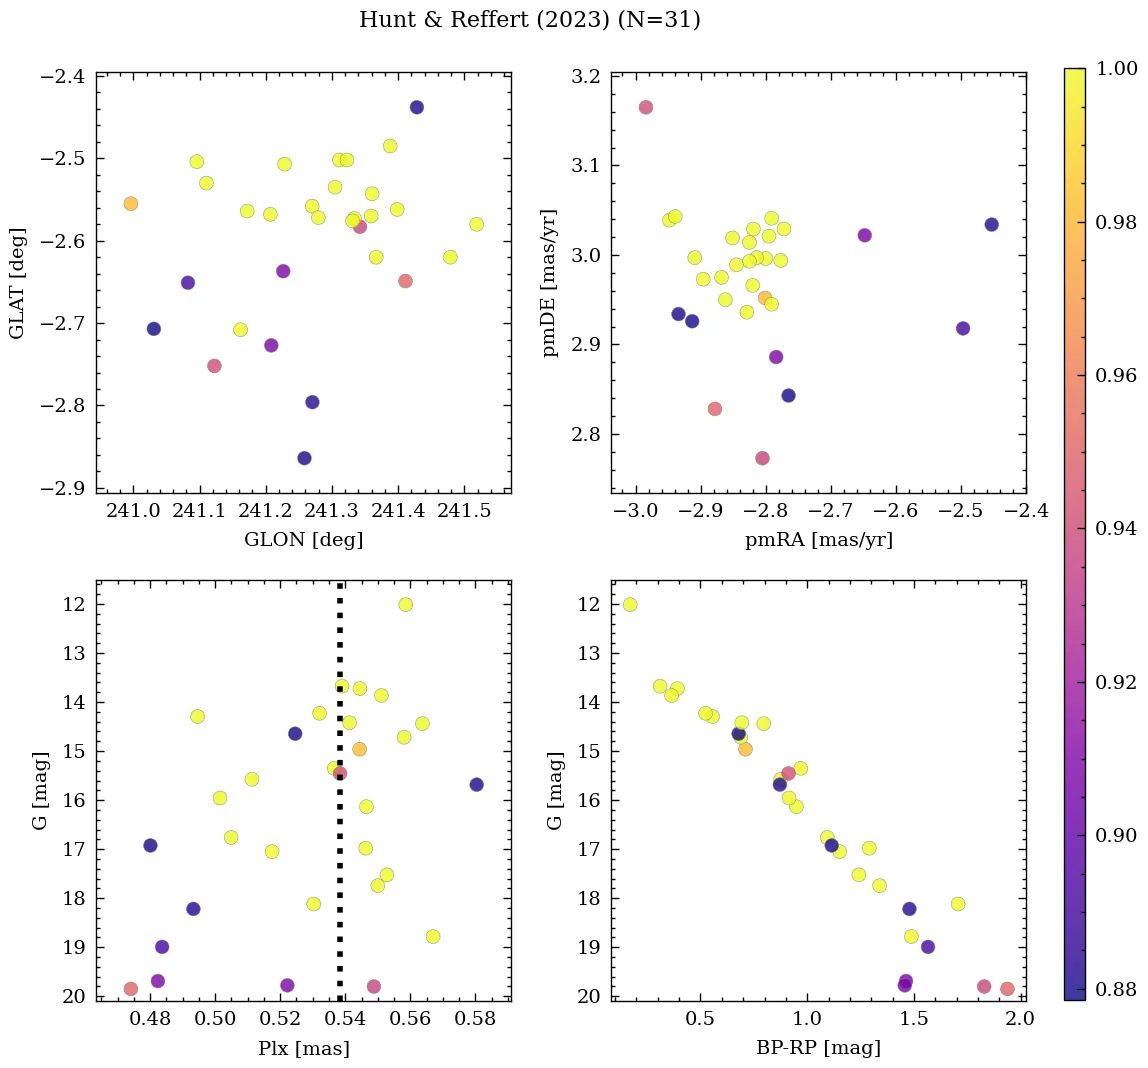 Hunt & Reffert (2023) (N=31)
−2.4
−2.5
−2.6
−2.7
−2.8
−2.9
GLAT [deg]
241.0 241.1 241.2 241.3 241.4 241.5
GLON [deg]
3.2
3.1
3.0
2.9
2.8
pmDE [mas/yr]
−3.0 −2.9 −2.8 −2.7 −2.6 −2.5 −2.4
pmRA [mas/yr]
12
13
14
15
16
17
18
19
20
G [mag]
0.48 0.50 0.52 0.54 0.56 0.58
Plx [mas]
12
13
14
15
16
17
18
19
20
G [mag]
0.5 1.0 1.5 2.0
BP-RP [mag]
1.00
0.98
0.96
0.94
0.92
0.90
0.88